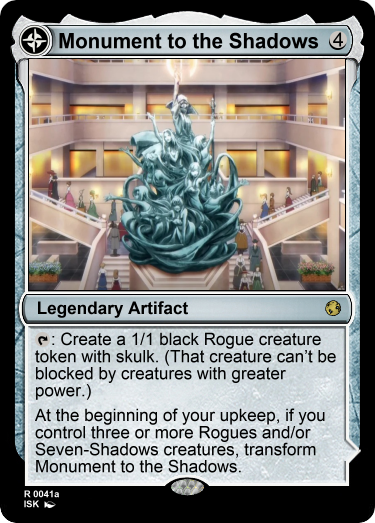 Monument to the Shadows 4
Legendary Artifact
: Create a 1/1 black Rogue creature
token with skulk. (That creature can't be
blocked by creatures with greater
power.)
At the beginning of your upkeep, if you
control three or more Rogues and/or
Seven-Shadows creatures, transform
Monument to the Shadows.
R 0041a
ISK